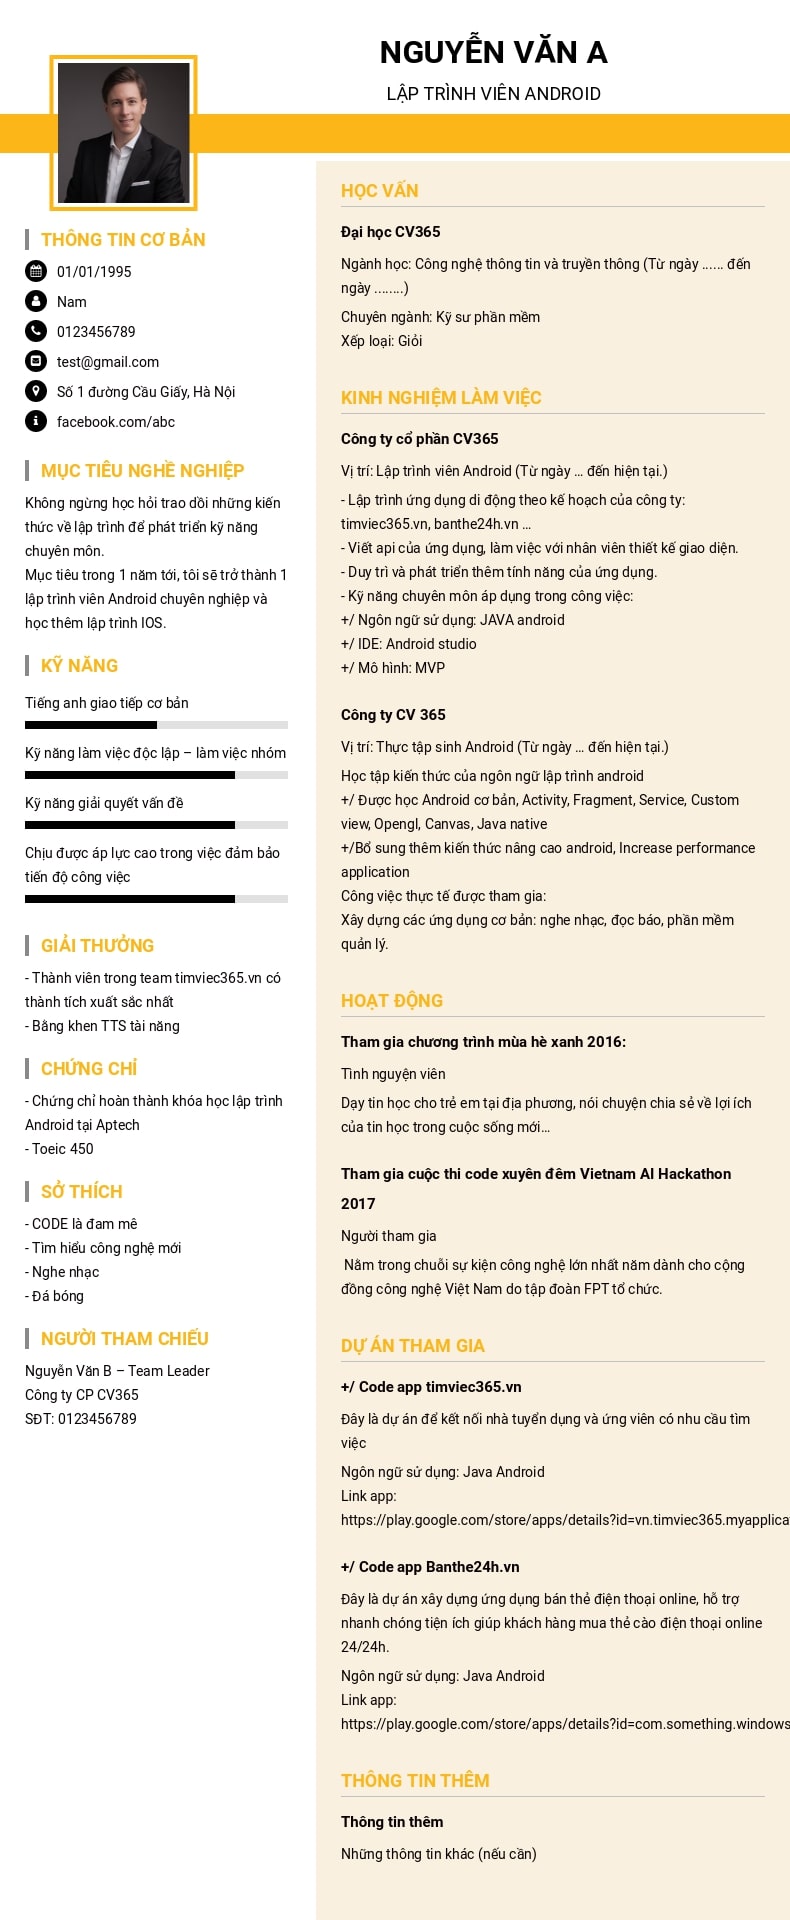 NGUYỄN VĂN A
LẬP TRÌNH VIÊN ANDROID
THÔNG TIN CƠ BẢN
01/01/1995
Nam
0123456789
test@gmail.com
Số 1 đường Cầu Giấy, Hà Nội
facebook.com/abc
MỤC TIÊU NGHỀ NGHIỆP
Không ngừng học hỏi trao dồi những kiến
thức về lập trình để phát triển kỹ năng
chuyên môn.
Mục tiêu trong 1 năm tới, tôi sẽ trở thành 1
lập trình viên Android chuyên nghiệp và
học thêm lập trình IOS.
KỸ NĂNG
Tiếng anh giao tiếp cơ bản
Kỹ năng làm việc độc lập – làm việc nhóm
Kỹ năng giải quyết vấn đề
Chịu được áp lực cao trong việc đảm bảo
tiến độ công việc
GIẢI THƯỞNG
- Thành viên trong team timviec365.vn có
thành tích xuất sắc nhất
- Bằng khen TTS tài năng
CHỨNG CHỈ
- Chứng chỉ hoàn thành khóa học lập trình
Android tại Aptech
- Toeic 450
SỞ THÍCH
- CODE là đam mê
- Tìm hiểu công nghệ mới
- Nghe nhạc
- Đá bóng
NGƯỜI THAM CHIẾU
Nguyễn Văn B – Team Leader
Công ty CP CV365
SĐT: 0123456789
HỌC VẤN
Đại học CV365
Ngành học: Công nghệ thông tin và truyền thông (Từ ngày ...... đến
ngày ........)
Chuyên ngành: Kỹ sư phần mềm
Xếp loại: Giỏi
KINH NGHIỆM LÀM VIỆC
Công ty cổ phần CV365
Vị trí: Lập trình viên Android (Từ ngày ... đến hiện tại.)
- Lập trình ứng dụng di động theo kế hoạch của công ty:
timviec365.vn, banthe24h.vn ...
- Viết api của ứng dụng, làm việc với nhân viên thiết kế giao diện.
- Duy trì và phát triển thêm tính năng của ứng dụng.
- Kỹ năng chuyên môn áp dụng trong công việc:
+/ Ngôn ngữ sử dụng: JAVA android
+/ IDE: Android studio
+/ Mô hình: MVP
Công ty CV 365
Vị trí: Thực tập sinh Android (Từ ngày ... đến hiện tại.)
Học tập kiến thức của ngôn ngữ lập trình android
+/ Được học Android cơ bản, Activity, Fragment, Service, Custom
view, Opengl, Canvas, Java native
+/Bổ sung thêm kiến thức nâng cao android, Increase performance
application
Công việc thực tế được tham gia:
Xây dựng các ứng dụng cơ bản: nghe nhạc, đọc báo, phần mềm
quản lý.
HOẠT ĐỘNG
Tham gia chương trình mùa hè xanh 2016:
Tình nguyện viên
Dạy tin học cho trẻ em tại địa phương, nói chuyện chia sẻ về lợi ích
của tin học trong cuộc sống mới...
Tham gia cuộc thi code xuyên đêm Vietnam AI Hackathon
2017
Người tham gia
Nằm trong chuỗi sự kiện công nghệ lớn nhất năm dành cho cộng
đồng công nghệ Việt Nam do tập đoàn FPT tổ chức.
DỰ ÁN THAM GIA
+/ Code app timviec365.vn
Đây là dự án để kết nối nhà tuyển dụng và ứng viên có nhu cầu tìm
việc
Ngôn ngữ sử dụng: Java Android
Link app:
https://play.google.com/store/apps/details?id=vn.timviec365.myapplica
+/ Code app Banthe24h.vn
Đây là dự án xây dựng ứng dụng bán thẻ điện thoại online, hỗ trợ
nhanh chóng tiện ích giúp khách hàng mua thẻ cào điện thoại online
24/24h.
Ngôn ngữ sử dụng: Java Android
Link app:
https://play.google.com/store/apps/details?id=com.something.windows
THÔNG TIN THÊM
Thông tin thêm
Những thông tin khác (nếu cần)